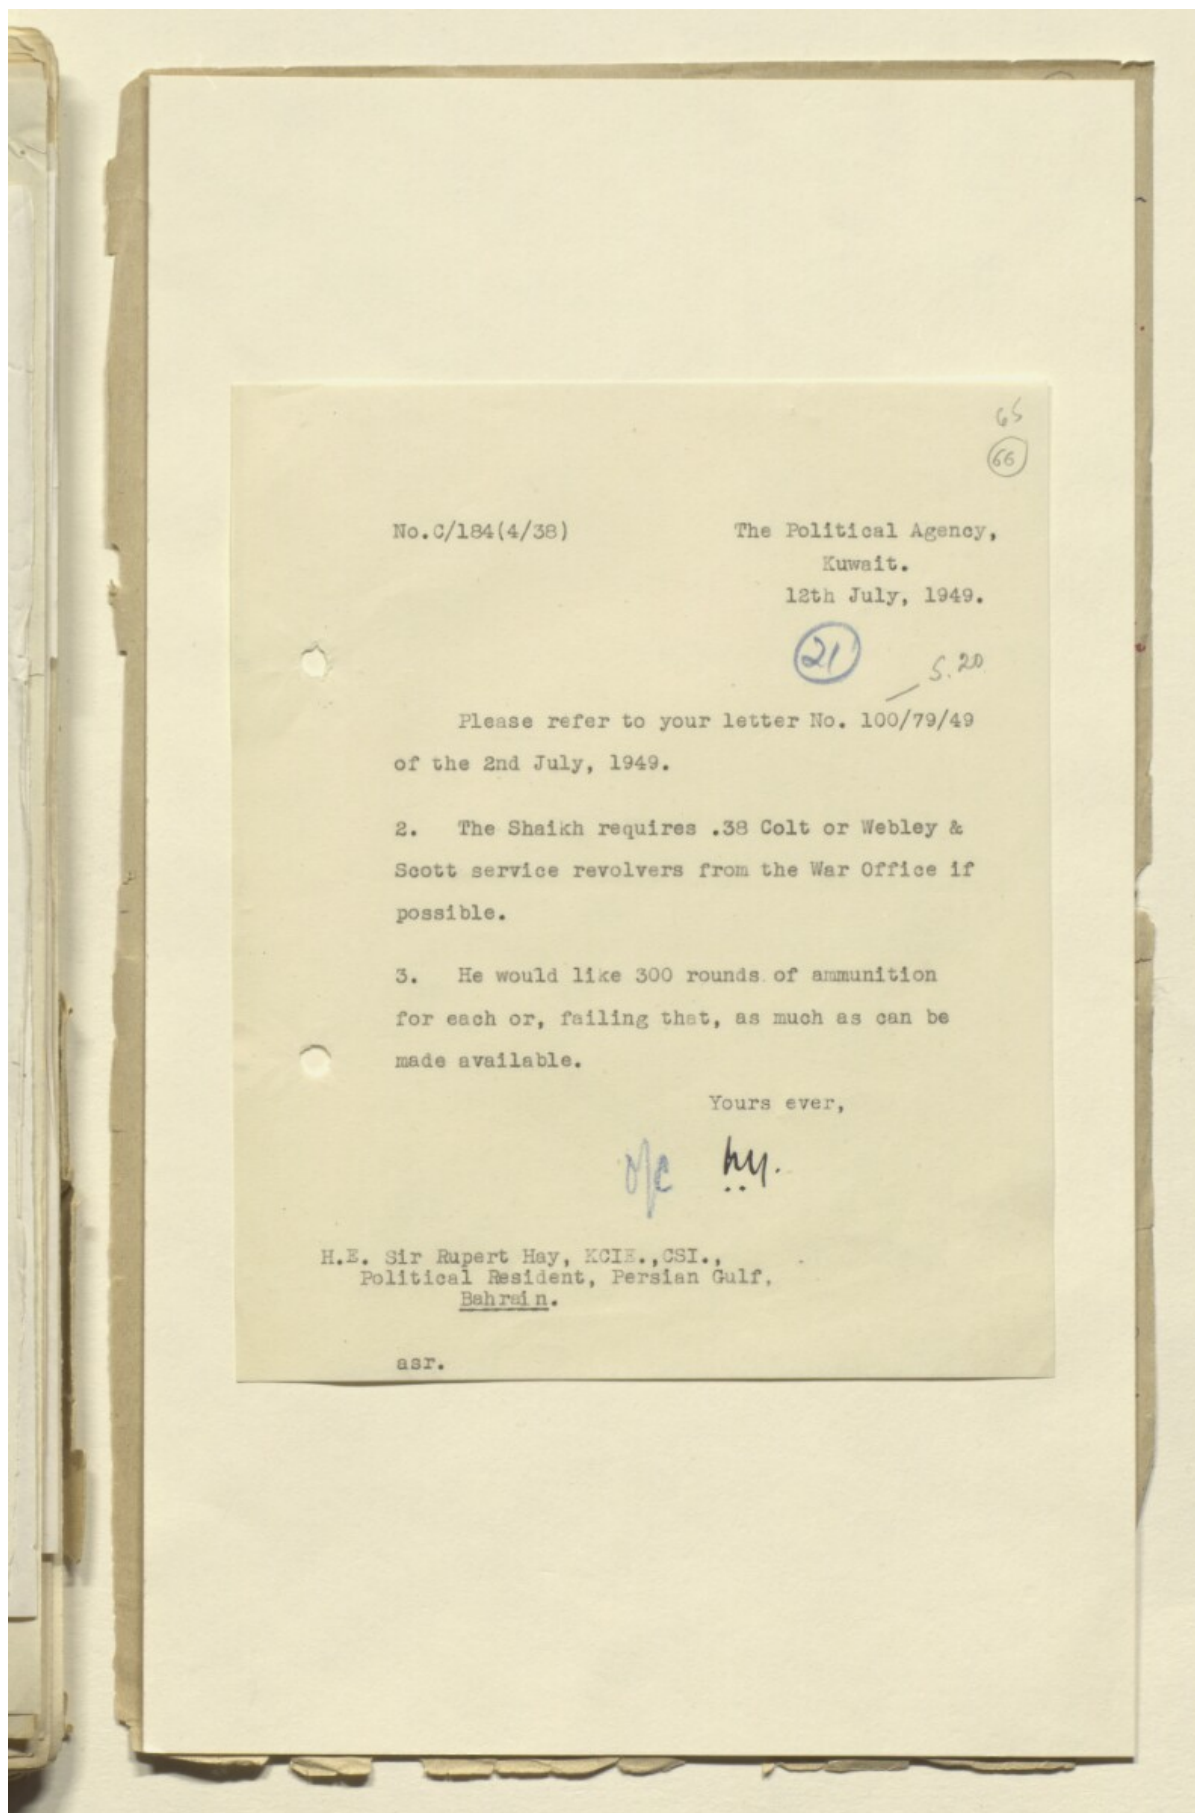 65
66
No.C/184(4/38)
The Political Agency,
Kuwait.
12th July, 1949.
21
S.20
Please refer to your letter No. 100/79/49
of the 2nd July, 1949.
2. The Shaikh requires .38 Colt or Webley &
Scott service revolvers from the War Office if
possible.
3. He would like 300 rounds of ammunition
for each or, failing that, as much as can be
made available.
Yours ever,
H.E. Sir Rupert Hay, KCIE.,CSI.,
Political Resident, Persian Gulf,
Bahrain.
asr.